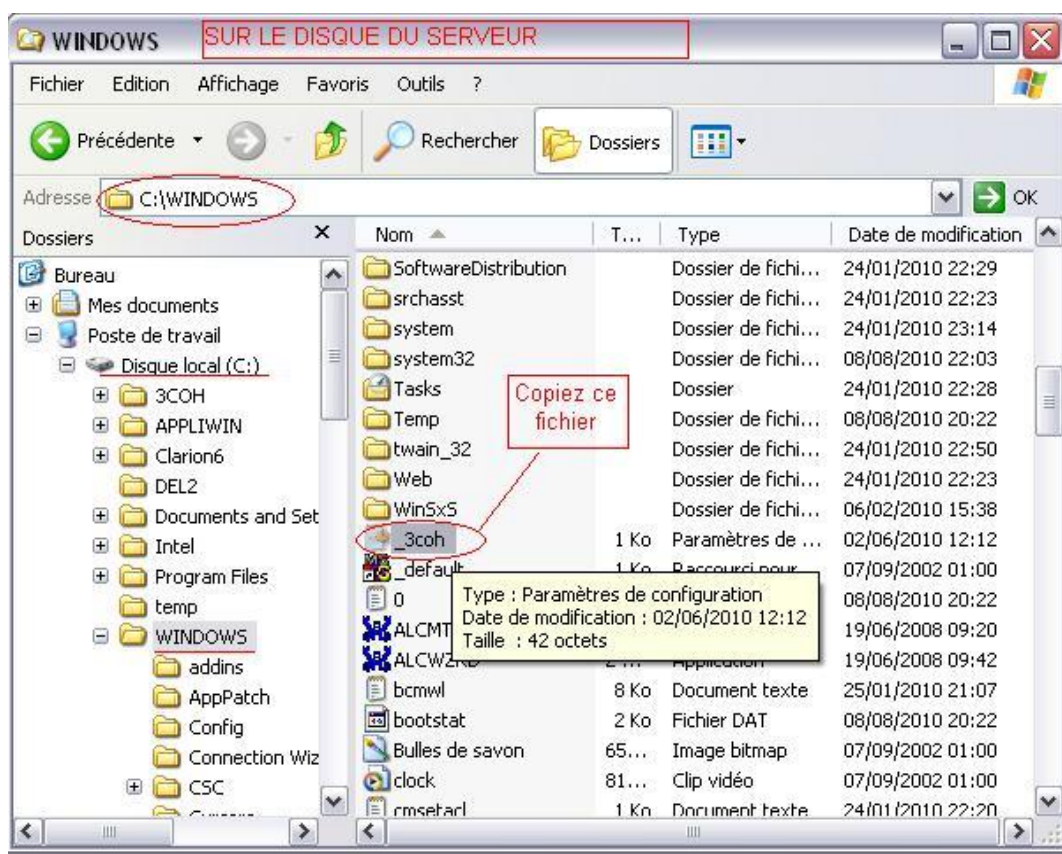 WINDOWS SUR LE DISQUE DU SERVEUR
Fichier Edition Affichage Favoris Outils ?
Précédente Rechercher Dossiers
Adresse C:\WINDOWS OK
Dossiers
Bureau
Mes documents
Poste de travail
Disque local (C:)
3COH
APPLIWIN
Clarion6
DEL2
Documents and Set
Intel
Program Files
temp
WINDOWS
addins
AppPatch
Config
Connection Wiz
CSC
Nom T... Type Date de modification
SoftwareDistribution Dossier de fichi... 24/01/2010 22:29
srchasst Dossier de fichi... 24/01/2010 22:23
system Dossier de fichi... 24/01/2010 23:14
system32 Dossier de fichi... 08/08/2010 22:03
Tasks Dossier 24/01/2010 22:28
Temp Dossier de fichi... 08/08/2010 20:22
twain_32 Dossier de fichi... 24/01/2010 22:50
Web Dossier de fichi... 24/01/2010 22:23
WinSxS Dossier de fichi... 06/02/2010 15:38
_3coh 1 Ko Paramètres de ... 02/06/2010 12:12
_default 1 Ko Raccourci pour 07/09/2002 01:00
0 08/08/2010 20:22
ALCMT 19/06/2008 09:20
19/06/2008 09:42
bcmwl 8 Ko Document texte 25/01/2010 21:07
bootstat 2 Ko Fichier DAT 08/08/2010 20:22
Bulles de savon 65... Image bitmap 07/09/2002 01:00
clock 81... Clip vidéo 07/09/2002 01:00
cmsetacl 1 Ko Document texte 24/01/2010 22:20
Copiez ce
fichier
Type : Paramètres de configuration
Date de modification : 02/06/2010 12:12
Taille : 42 octets